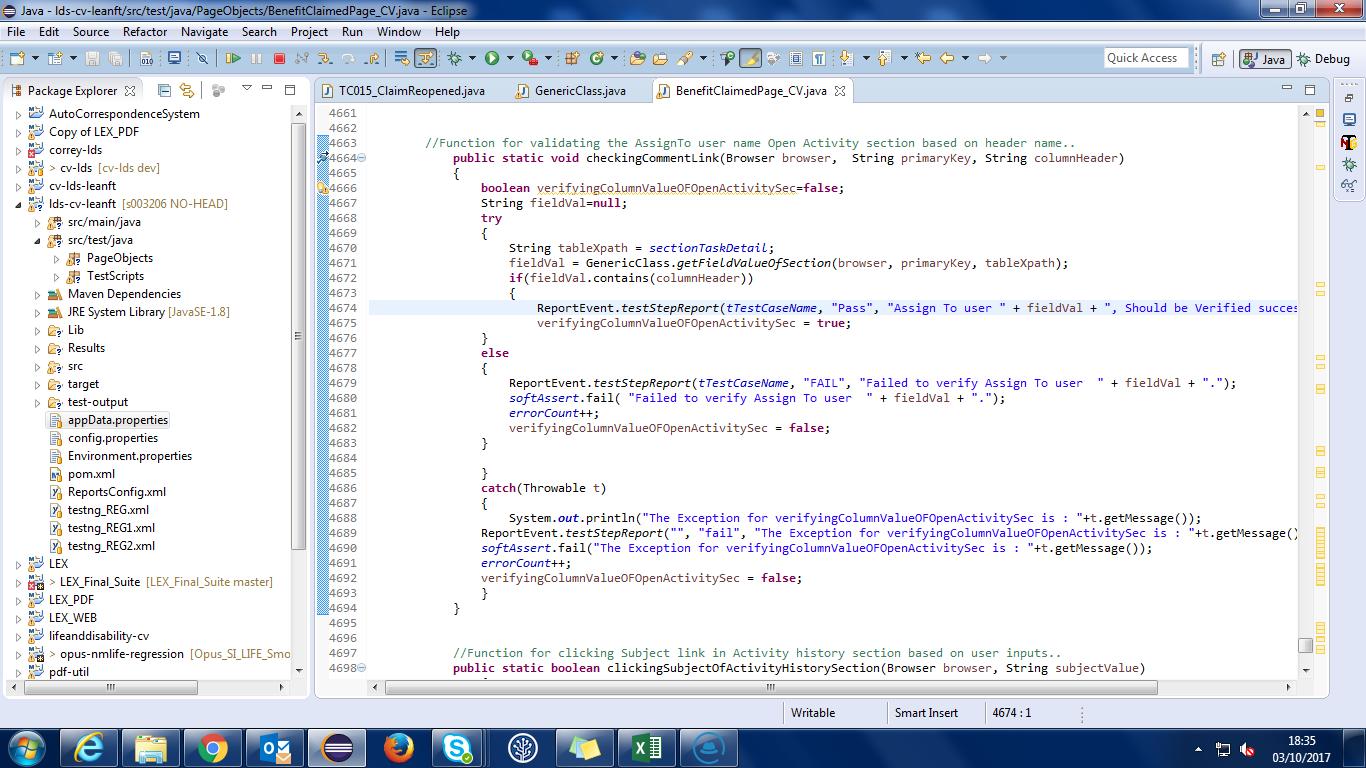 Java - lds-cv-leanft/src/test/java/PageObjects/BenefitClaimedPage_CV.java - Eclipse
File Edit Source Refactor Navigate Search Project Run Window Help
Quick Access
Java
Debug
Package Explorer
TC015_ClaimReopened.java
GenericClass.java
BenefitClaimedPage_CV.java
AutoCorrespondenceSystem
Copy of LEX_PDF
correy-lds
> cv-lds [cv-lds dev]
cv-lds-leanft
lds-cv-leanft [s003206 NO-HEAD]
src/main/java
src/test/java
PageObjects
TestScripts
Maven Dependencies
JRE System Library [JavaSE-1.8]
Lib
Results
src
target
test-output
appData.properties
config.properties
Environment.properties
pom.xml
ReportsConfig.xml
testng_REG.xml
testng_REG1.xml
testng_REG2.xml
LEX
> LEX_Final_Suite [LEX_Final_Suite master]
LEX_PDF
LEX_WEB
lifeanddisability-cv
> opus-nmlife-regression [Opus_SI_LIFE_Smo
pdf-util
4661
4662
4663 //Function for validating the AssignTo user name Open Activity section based on header name..
4664 public static void checkingCommentLink(Browser browser,  String primaryKey, String columnHeader)
4665 {
4666 boolean verifyingColumnValueOFOpenActivitySec=false;
4667 String fieldVal=null;
4668 try
4669 {
4670 String tableXpath = sectionTaskDetail;
4671 fieldVal = GenericClass.getFieldValueOfSection(browser, primaryKey, tableXpath);
4672 if(fieldVal.contains(columnHeader))
4673 {
4674 ReportEvent.testStepReport(tTestCaseName, "Pass", "Assign To user " + fieldVal + ", Should be Verified succes
4675 verifyingColumnValueOFOpenActivitySec = true;
4676 }
4677 else
4678 {
4679 ReportEvent.testStepReport(tTestCaseName, "FAIL", "Failed to verify Assign To user  " + fieldVal + ".");
4680 softAssert.fail( "Failed to verify Assign To user  " + fieldVal + ".");
4681 errorCount++;
4682 verifyingColumnValueOFOpenActivitySec = false;
4683 }
4684
4685 }
4686 catch(Throwable t)
4687 {
4688 System.out.println("The Exception for verifyingColumnValueOFOpenActivitySec is : "+t.getMessage());
4689 ReportEvent.testStepReport("", "fail", "The Exception for verifyingColumnValueOFOpenActivitySec is : "+t.getMessage()
4690 softAssert.fail("The Exception for verifyingColumnValueOFOpenActivitySec is : "+t.getMessage());
4691 errorCount++;
4692 verifyingColumnValueOFOpenActivitySec = false;
4693 }
4694 }
4695
4696
4697 //Function for clicking Subject link in Activity history section based on user inputs..
4698 public static boolean clickingSubjectOfActivityHistorySection(Browser browser, String subjectValue)
Writable
Smart Insert
4674 : 1
18:35
03/10/2017